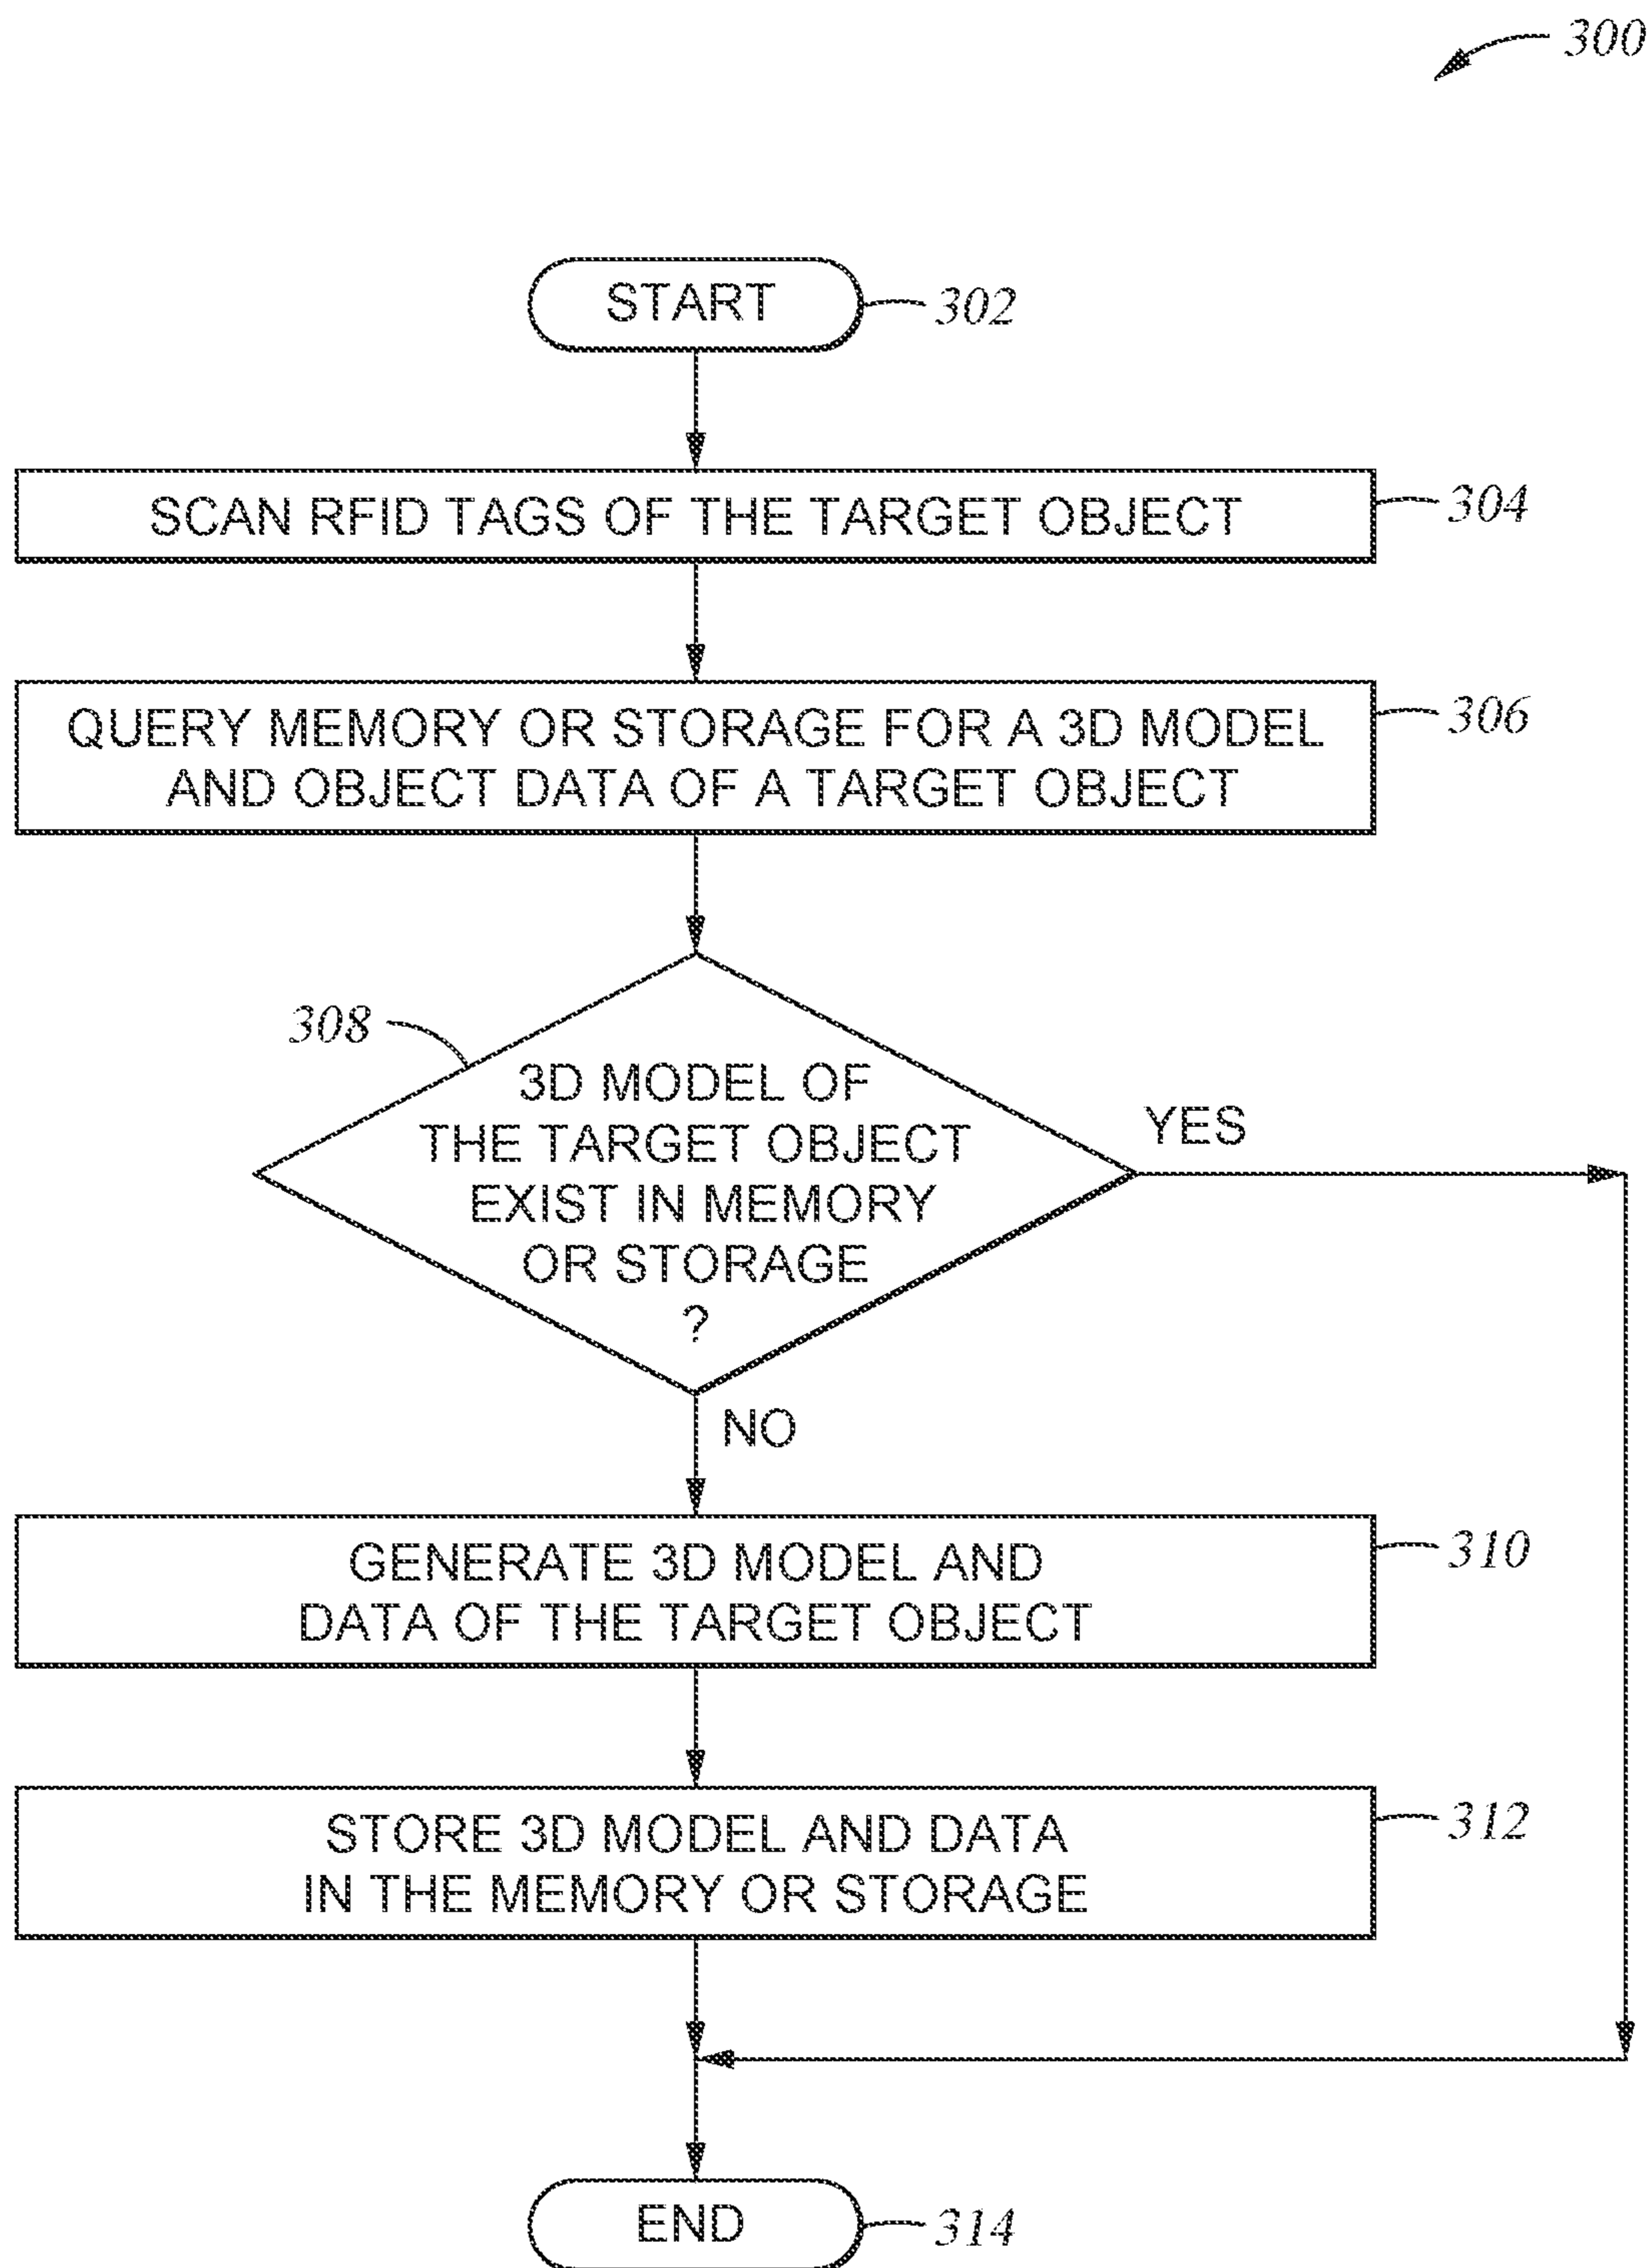 300
START
302
SCAN RFID TAGS OF THE TARGET OBJECT
304
QUERY MEMORY OR STORAGE FOR A 3D MODEL
AND OBJECT DATA OF A TARGET OBJECT
306
308
3D MODEL OF
THE TARGET OBJECT
EXIST IN MEMORY
OR STORAGE
?
YES
NO
GENERATE 3D MODEL AND
DATA OF THE TARGET OBJECT
310
STORE 3D MODEL AND DATA
IN THE MEMORY OR STORAGE
312
END
314